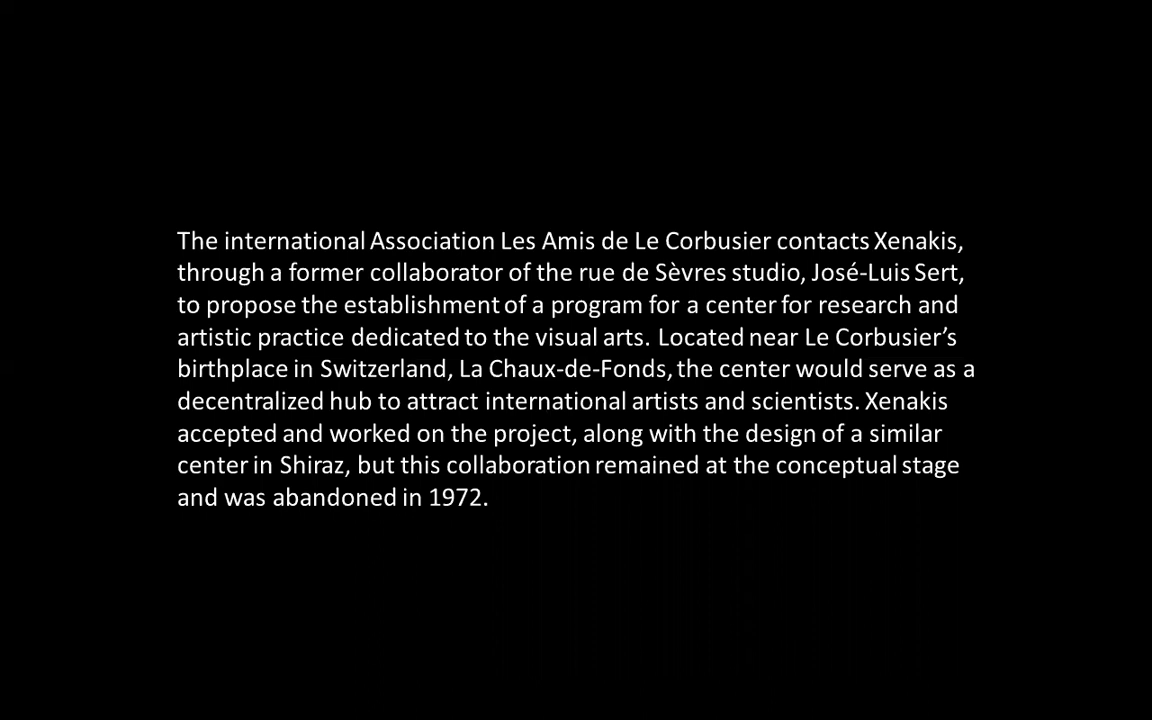 The international Association Les Amis de Le Corbusier contacts Xenakis,
through a former collaborator of the rue de Sèvres studio, José-Luis Sert,
to propose the establishment of a program for a center for research and
artistic practice dedicated to the visual arts. Located near Le Corbusier’s
birthplace in Switzerland, La Chaux-de-Fonds, the center would serve as a
decentralized hub to attract international artists and scientists. Xenakis
accepted and worked on the project, along with the design of a similar
center in Shiraz, but this collaboration remained at the conceptual stage
and was abandoned in 1972.